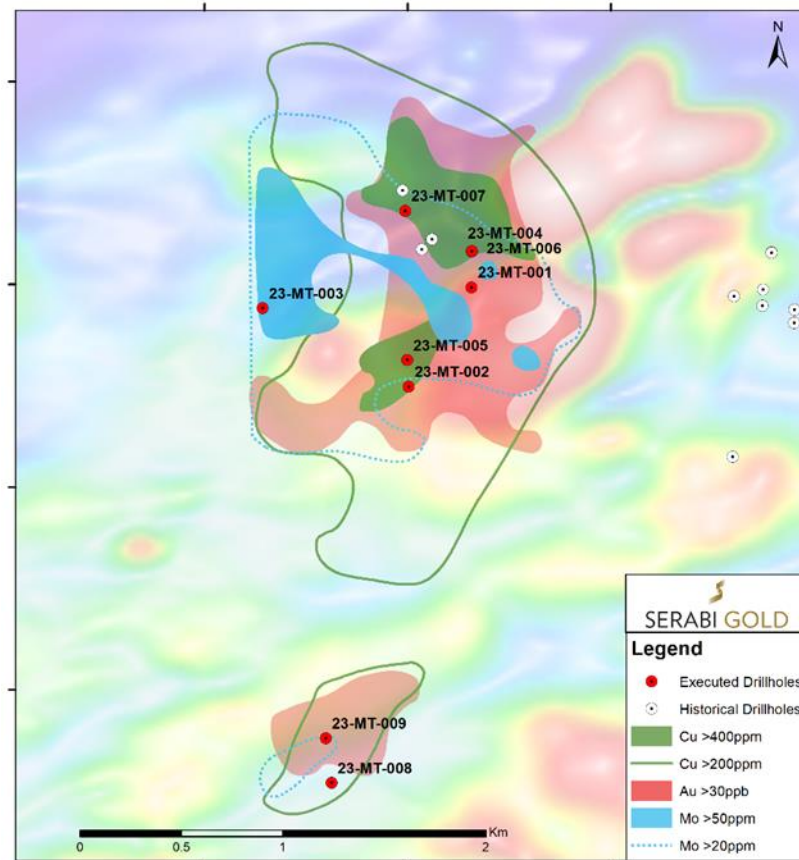 N
23-MT-007
23-MT-004
23-MT-006
23-MT-001
23-MT-003
23-MT-005
23-MT-002
23-MT-009
23-MT-008
Km
0 0.5 1 2
SERABI GOLD
Legend
Executed Drillholes
Historical Drillholes
Cu >400ppm
Cu >200ppm
Au >30ppb
Mo >50ppm
Mo >20ppm